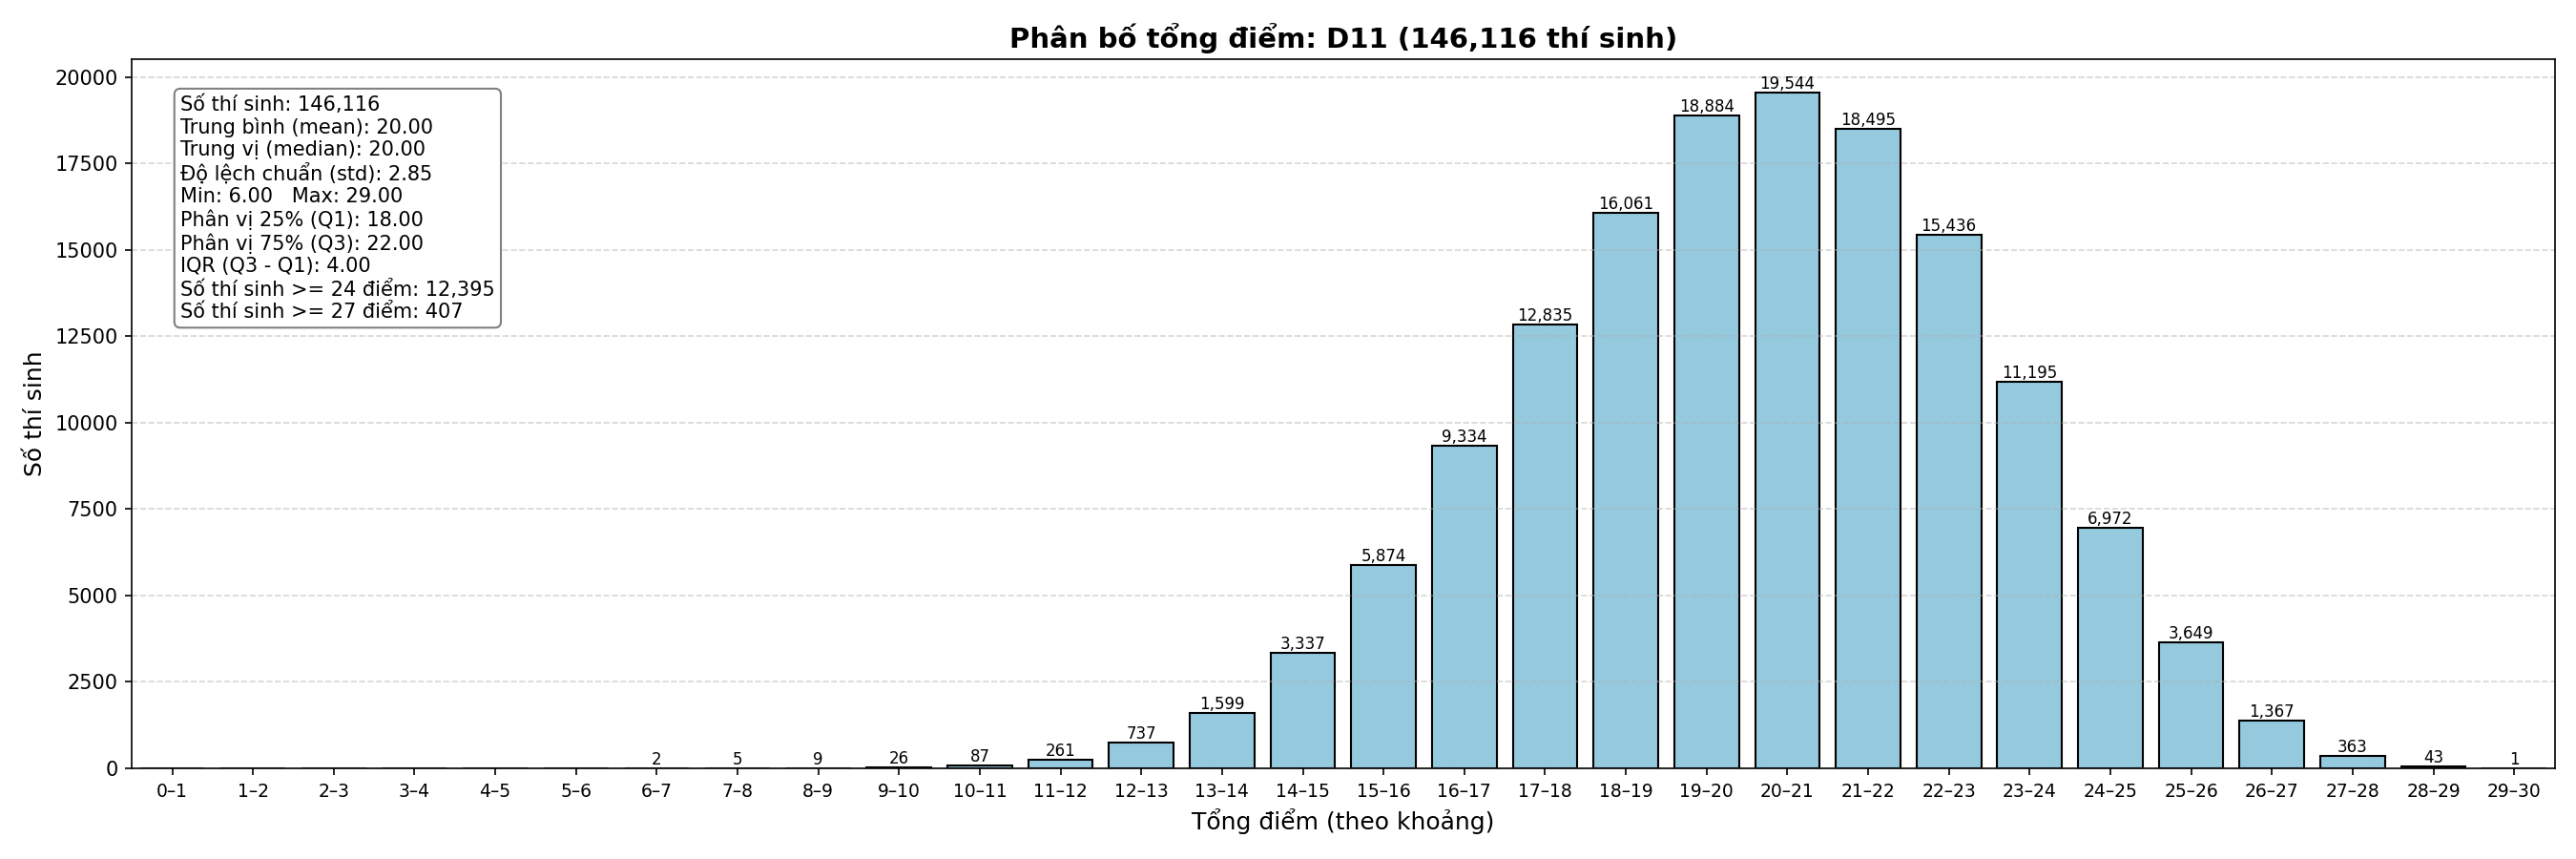 Phân bố tổng điểm: D11 (146,116 thí sinh)
Số thí sinh: 146,116
Trung bình (mean): 20.00
Trung vị (median): 20.00
Độ lệch chuẩn (std): 2.85
Min: 6.00   Max: 29.00
Phân vị 25% (Q1): 18.00
Phân vị 75% (Q3): 22.00
IQR (Q3 - Q1): 4.00
Số thí sinh >= 24 điểm: 12,395
Số thí sinh >= 27 điểm: 407
Số thí sinh
20000
17500
15000
12500
10000
7500
5000
2500
0
2 5 9 26 87 261 737 1,599 3,337 5,874 9,334 12,835 16,061 18,884 19,544 18,495 15,436 11,195 6,972 3,649 1,367 363 43 1
0–1 1–2 2–3 3–4 4–5 5–6 6–7 7–8 8–9 9–10 10–11 11–12 12–13 13–14 14–15 15–16 16–17 17–18 18–19 19–20 20–21 21–22 22–23 23–24 24–25 25–26 26–27 27–28 28–29 29–30
Tổng điểm (theo khoảng)